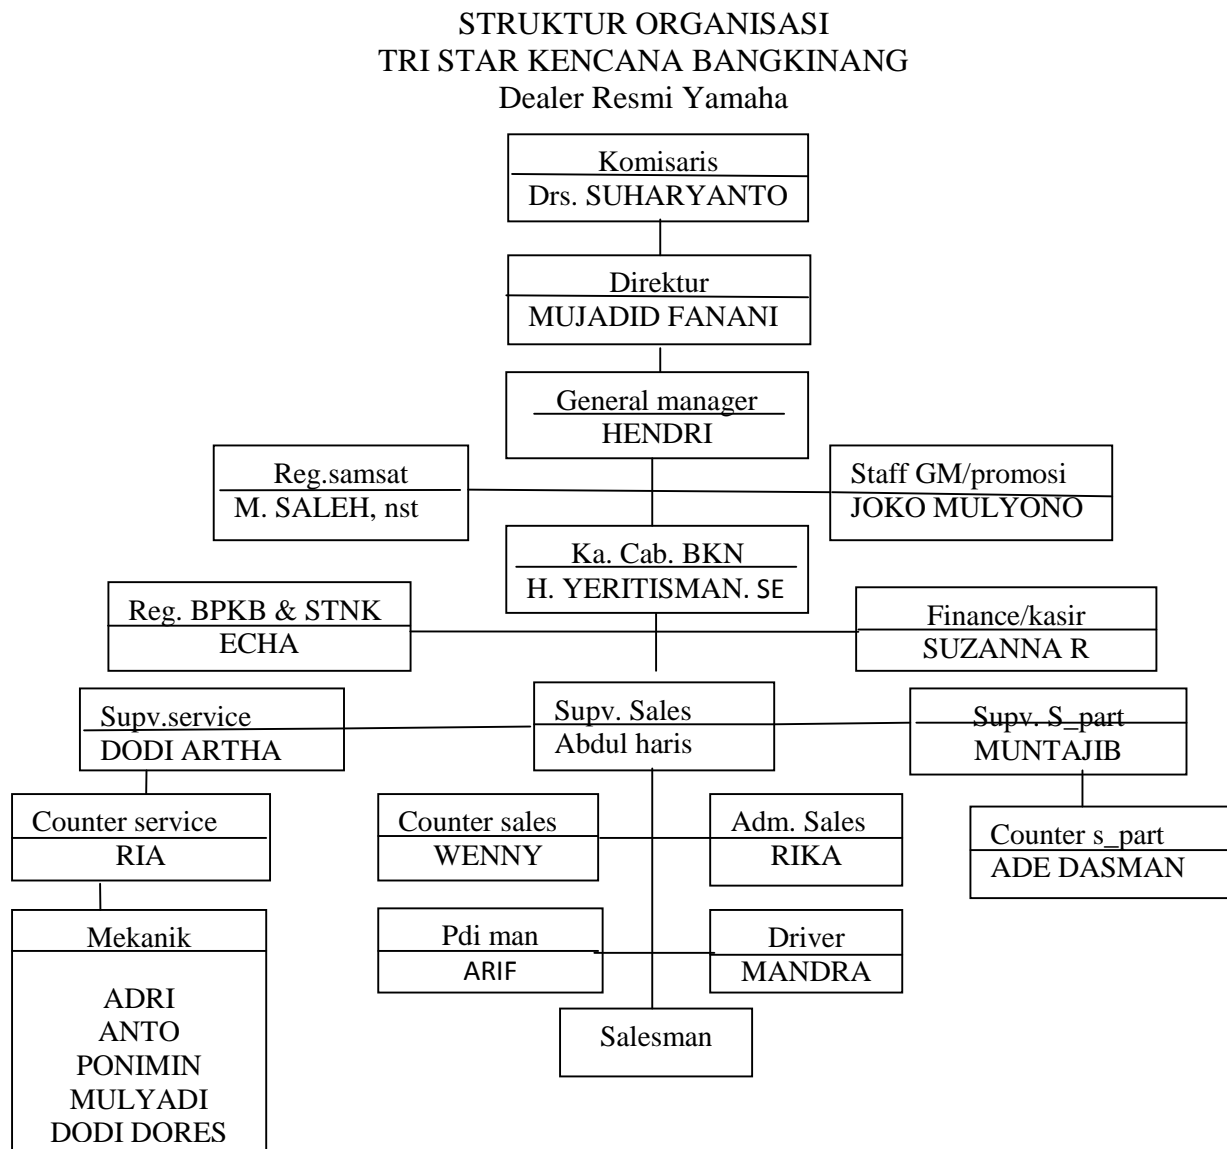 STRUKTUR ORGANISASI
TRI STAR KENCANA BANGKINANG
Dealer Resmi Yamaha
Komisaris
Drs. SUHARYANTO
Direktur
MUJADID FANANI
General manager
HENDRI
Reg.samsat
M. SALEH, nst
Staff GM/promosi
JOKO MULYONO
Ka. Cab. BKN
H. YERITISMAN. SE
Reg. BPKB & STNK
ECHA
Finance/kasir
SUZANNA R
Supv.service
DODI ARTHA
Supv. Sales
Abdul haris
Supv. S_part
MUNTAJIB
Counter service
RIA
Counter sales
WENNY
Adm. Sales
RIKA
Counter s_part
ADE DASMAN
Mekanik
ADRI
ANTO
PONIMIN
MULYADI
DODI DORES
Pdi man
ARIF
Driver
MANDRA
Salesman